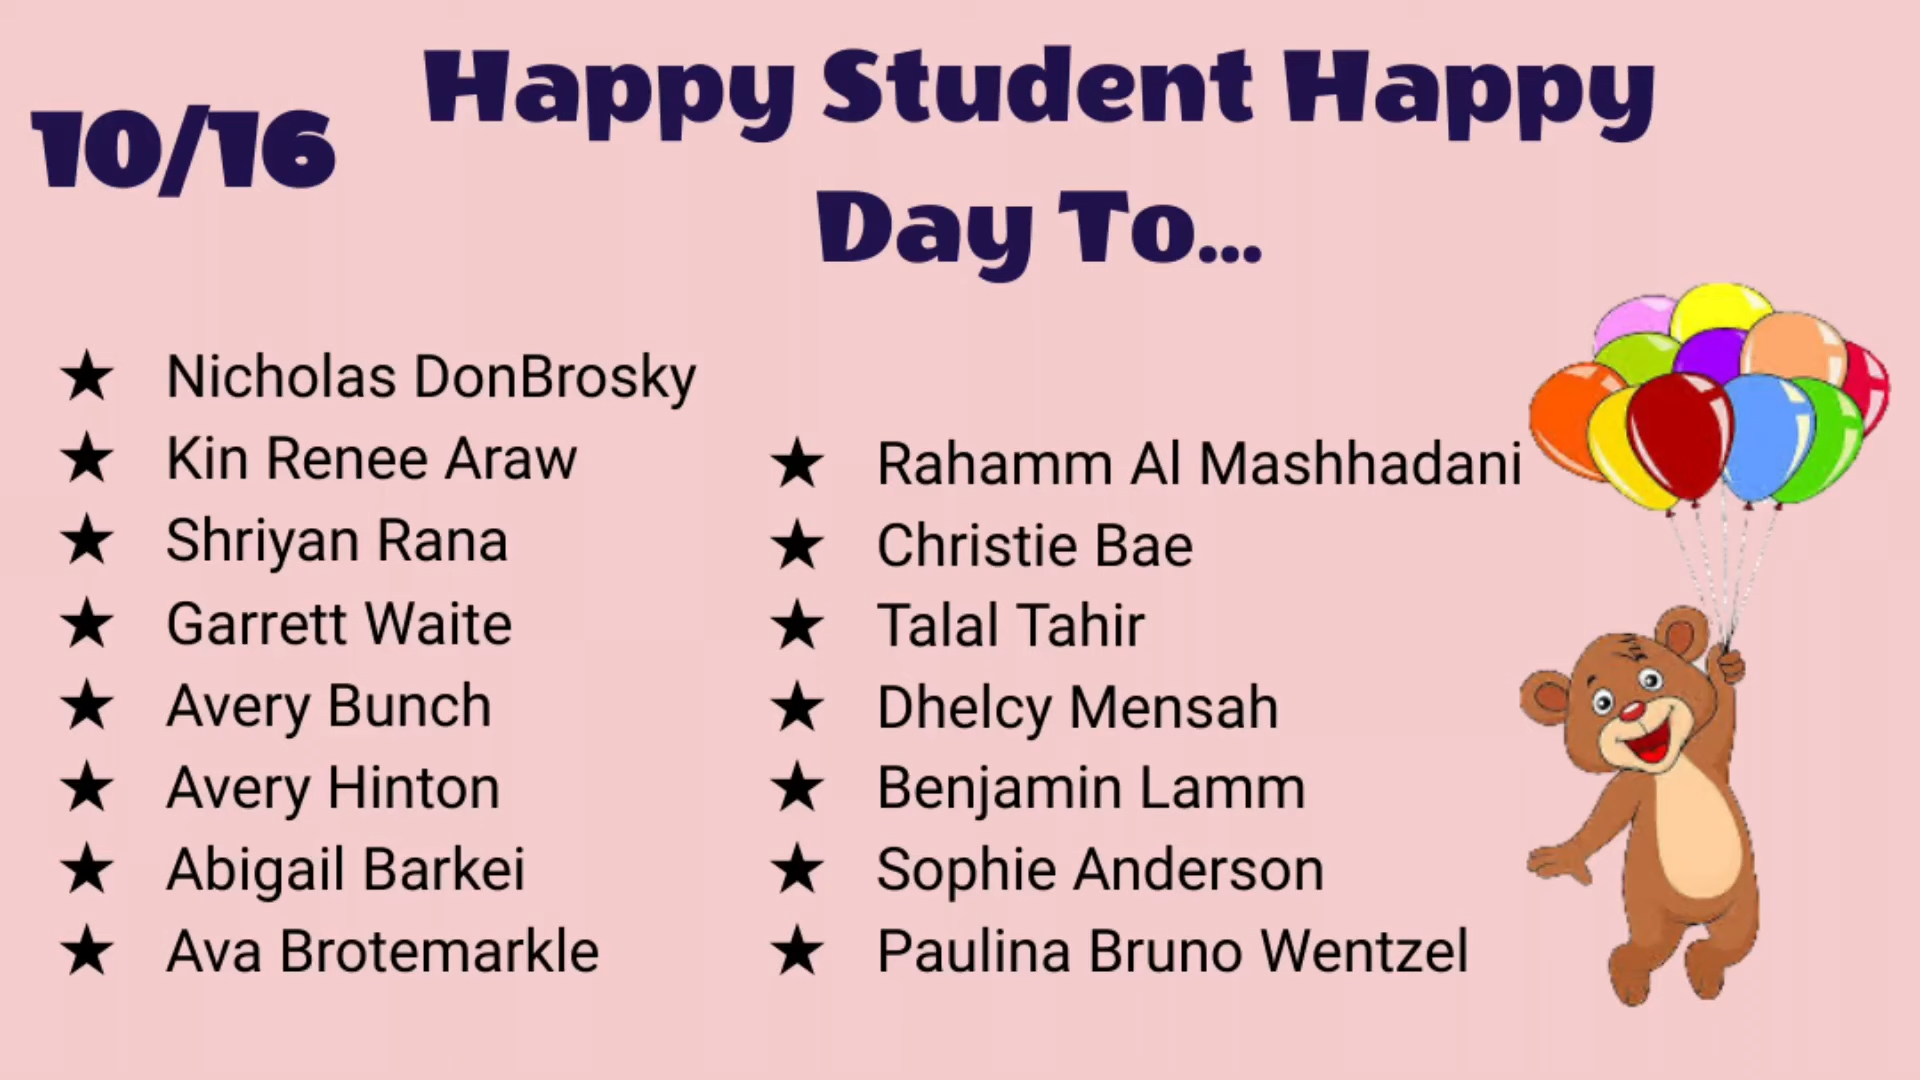 10/16
Happy Student Happy
Day To...
★ Nicholas DonBrosky
★ Kin Renee Araw
★ Shriyan Rana
★ Garrett Waite
★ Avery Bunch
★ Avery Hinton
★ Abigail Barkei
★ Ava Brotemarkle
★ Rahamm Al Mashhadani
★ Christie Bae
★ Talal Tahir
★ Dhelcy Mensah
★ Benjamin Lamm
★ Sophie Anderson
★ Paulina Bruno Wentzel